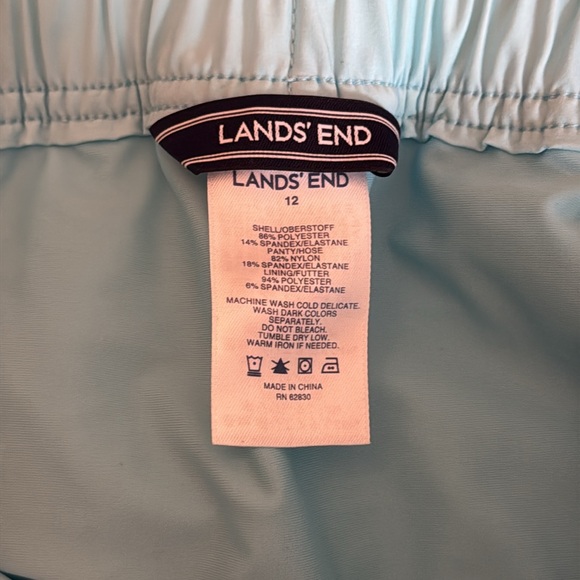 LANDS' END
LANDS' END
12
SHELL/OBERSTOFF
86% POLYESTER
14% SPANDEX/ELASTANE
PANTY/HOSE
82% NYLON
18% SPANDEX/ELASTANE
LINING/FUTTER
94% POLYESTER
6% SPANDEX/ELASTANE
MACHINE WASH COLD DELICATE.
WASH DARK COLORS
SEPARATELY.
DO NOT BLEACH.
TUMBLE DRY LOW.
WARM IRON IF NEEDED.
MADE IN CHINA
RN 62830